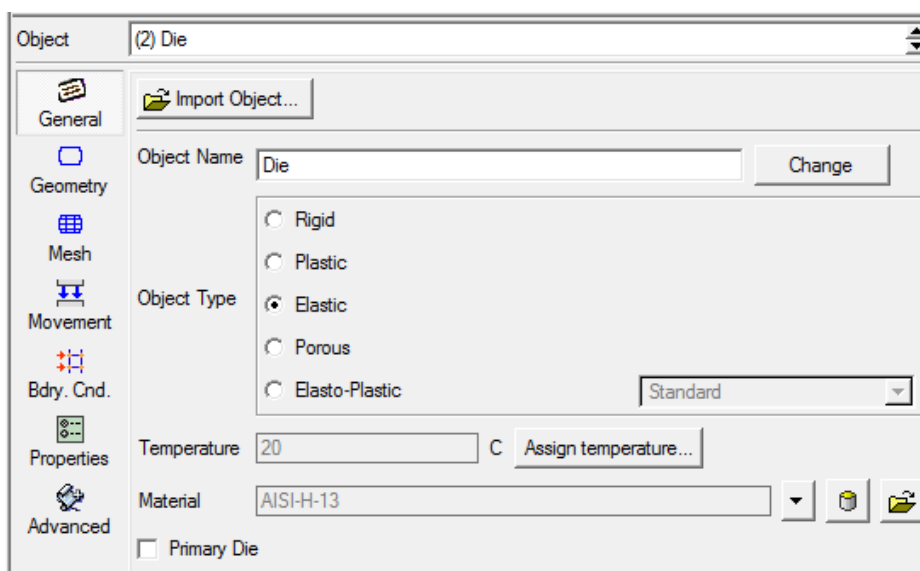 Object (2) Die
General
Import Object...
Geometry
Object Name Die Change
Mesh
Object Type
Rigid
Plastic
Elastic
Porous
Elasto-Plastic Standard
Movement
Bdry. Cnd.
Properties
Temperature 20 C Assign temperature...
Advanced
Material AISI-H-13
Primary Die